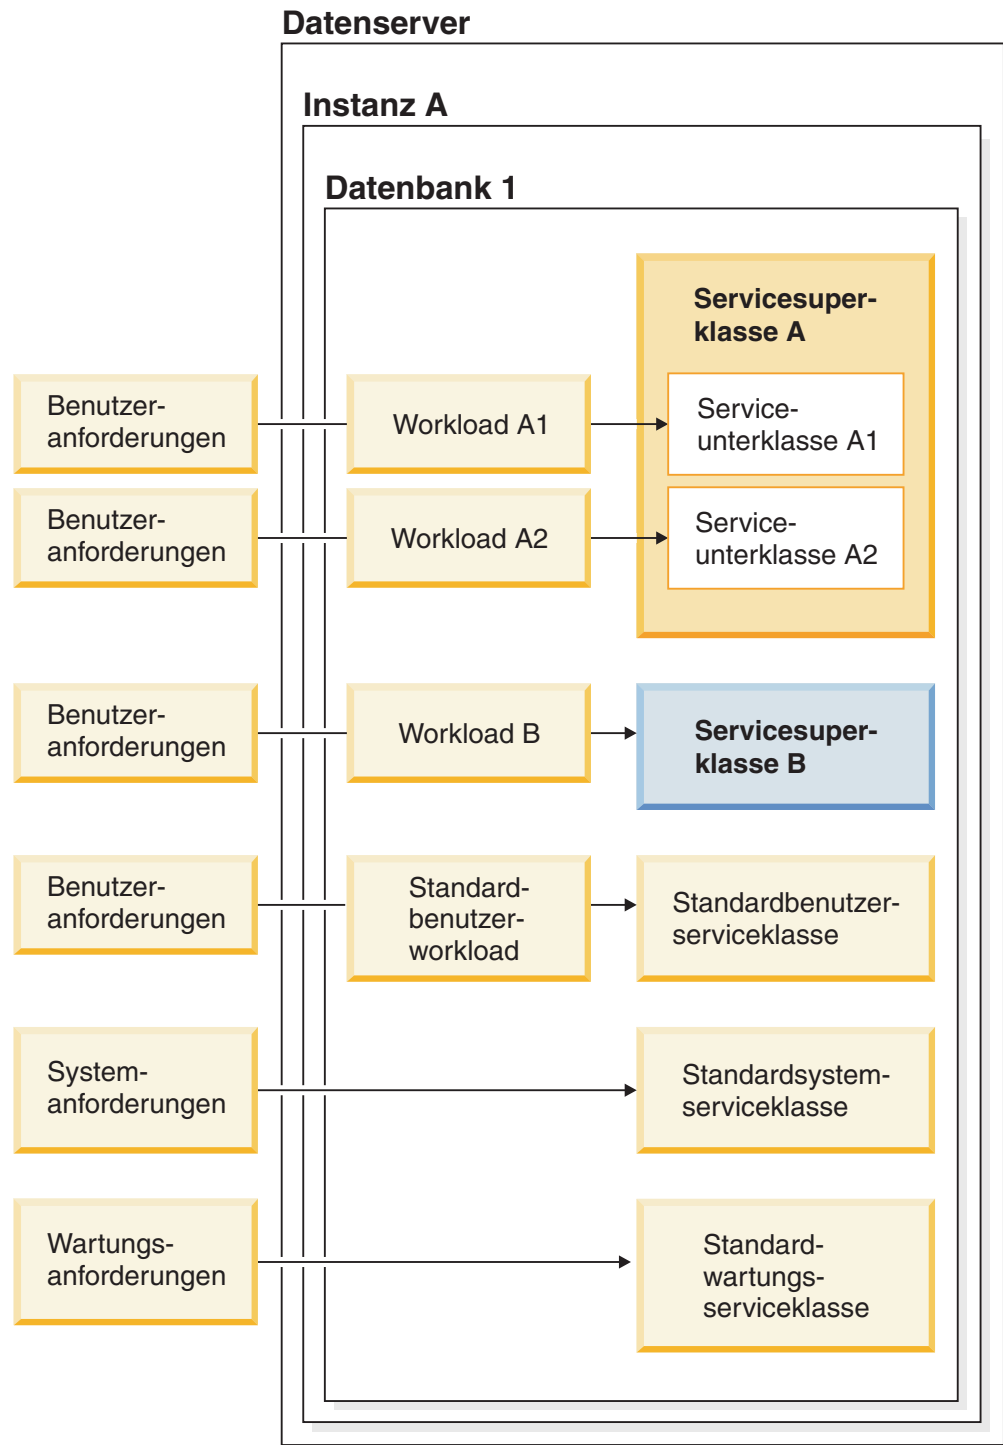 Datenserver
Instanz A
Datenbank 1
Servicesuper-
klasse A
Benutzer-
anforderungen
Workload A1
Service-
unterklasse A1
Benutzer-
anforderungen
Workload A2
Service-
unterklasse A2
Benutzer-
anforderungen
Workload B
Servicesuper-
klasse B
Benutzer-
anforderungen
Standard-
benutzer-
workload
Standardbenutzer-
serviceklasse
System-
anforderungen
Standardsystem-
serviceklasse
Wartungs-
anforderungen
Standard-
wartungs-
serviceklasse